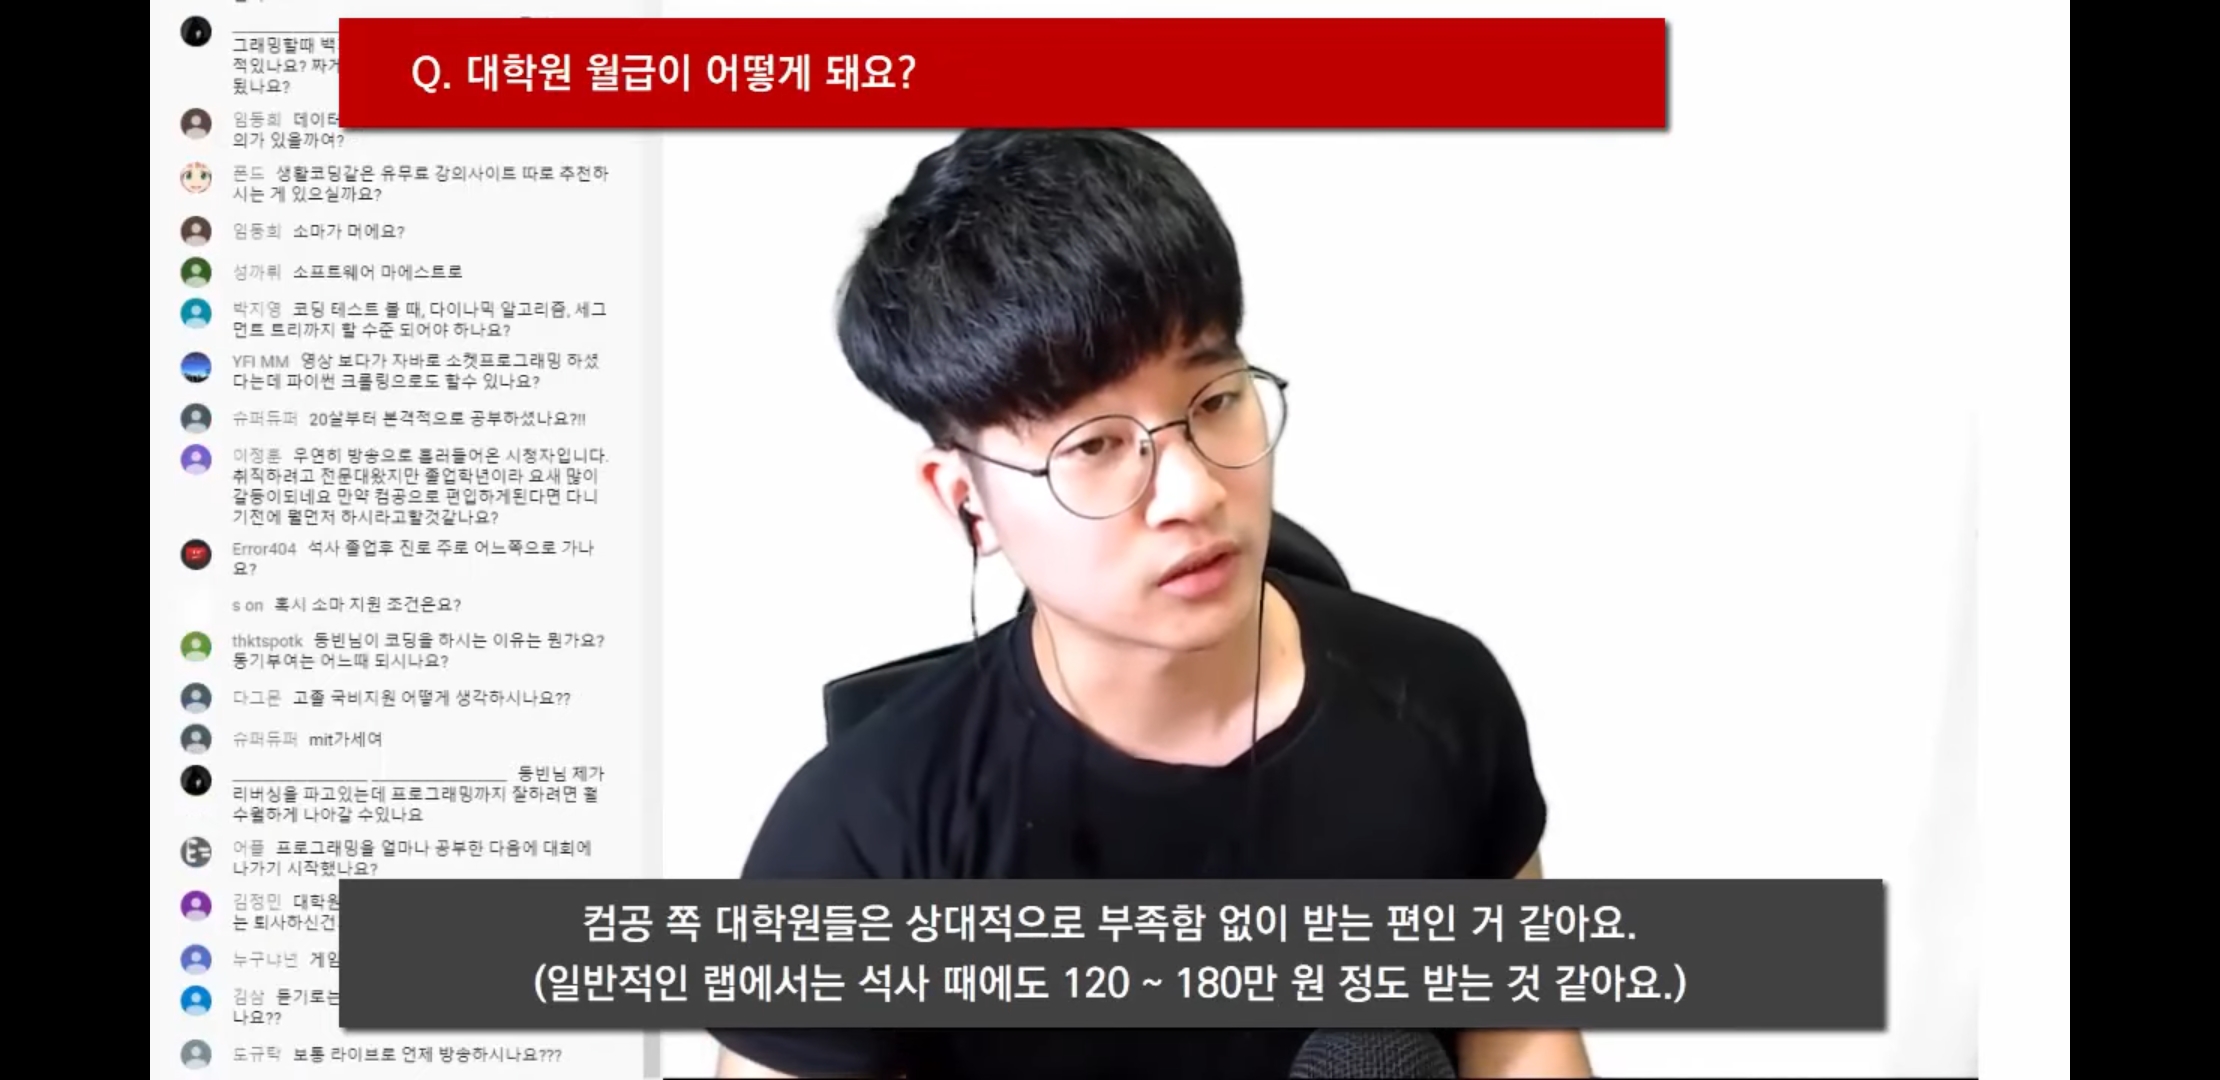 Q. 대학원 월급이 어떻게 돼요?
그래밍할때 백
적있나요? 짜거
됬나요?
임동희 데이터
의가 있을까여?
폰드 생활코딩같은 유무료 강의사이트 따로 추천하
시는 게 있으실까요?
임동희 소마가 머에요?
성까뤼 소프트웨어 마에스트로
박지영 코딩 테스트 볼 때, 다이나믹 알고리즘, 세그
먼트 트리까지 할 수준 되어야 하나요?
YFI MM 영상 보다가 자바로 소켓프로그래밍 하셨
다는데 파이썬 크롤링으로도 할수 있나요?
슈퍼듀퍼 20살부터 본격적으로 공부하셨나요?!!
이정훈 우연히 방송으로 흘러들어온 시청자입니다.
취직하려고 전문대왔지만 졸업학년이라 요새 많이
갈등이되네요 만약 컴공으로 편입하게된다면 다니
기전에 뭘먼저 하시라고할것같나요?
Error404 석사 졸업후 진로 주로 어느쪽으로 가나
요?
s on 혹시 소마 지원 조건은요?
thktspotk 동빈님이 코딩을 하시는 이유는 뭔가요?
동기부여는 어느때 되시나요?
다그몬 고졸 국비지원 어떻게 생각하시나요??
슈퍼듀퍼 mit가세여
동빈님 제가
리버싱을 파고있는데 프로그래밍까지 잘하려면 뭘
수월하게 나아갈 수있나요
어플 프로그래밍을 얼마나 공부한 다음에 대회에
나가기 시작했나요?
김정민 대학원
는 퇴사하신건
누구냐넌 게임
김삼 듣기로는
나요??
도규탁 보통 라이브로 언제 방송하시나요???
컴공 쪽 대학원들은 상대적으로 부족함 없이 받는 편인 거 같아요.
(일반적인 랩에서는 석사 때에도 120 ~ 180만 원 정도 받는 것 같아요.)